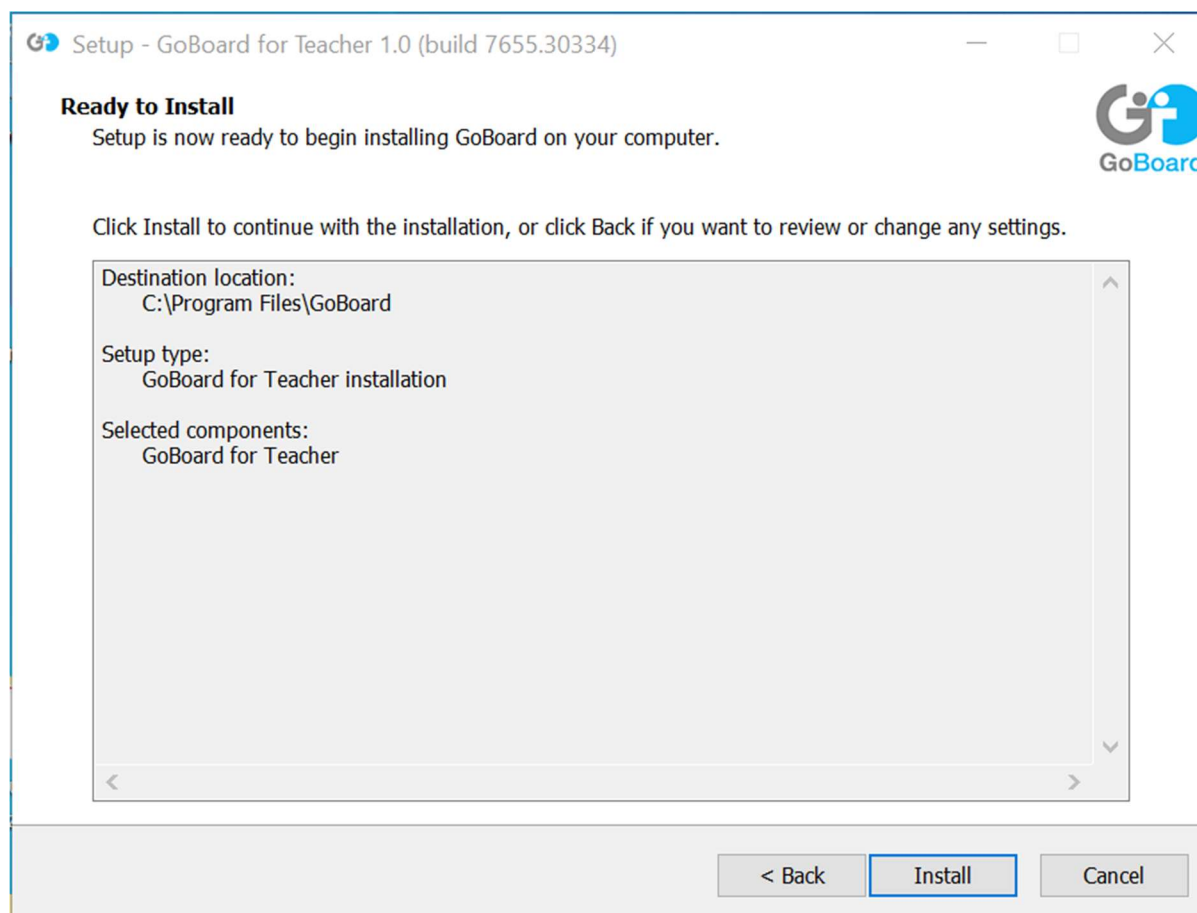 Setup - GoBoard for Teacher 1.0 (build 7655.30334)
Ready to Install
Setup is now ready to begin installing GoBoard on your computer.
GoBoard
Click Install to continue with the installation, or click Back if you want to review or change any settings.
Destination location:
C:\Program Files\GoBoard
Setup type:
GoBoard for Teacher installation
Selected components:
GoBoard for Teacher
< Back
Install
Cancel